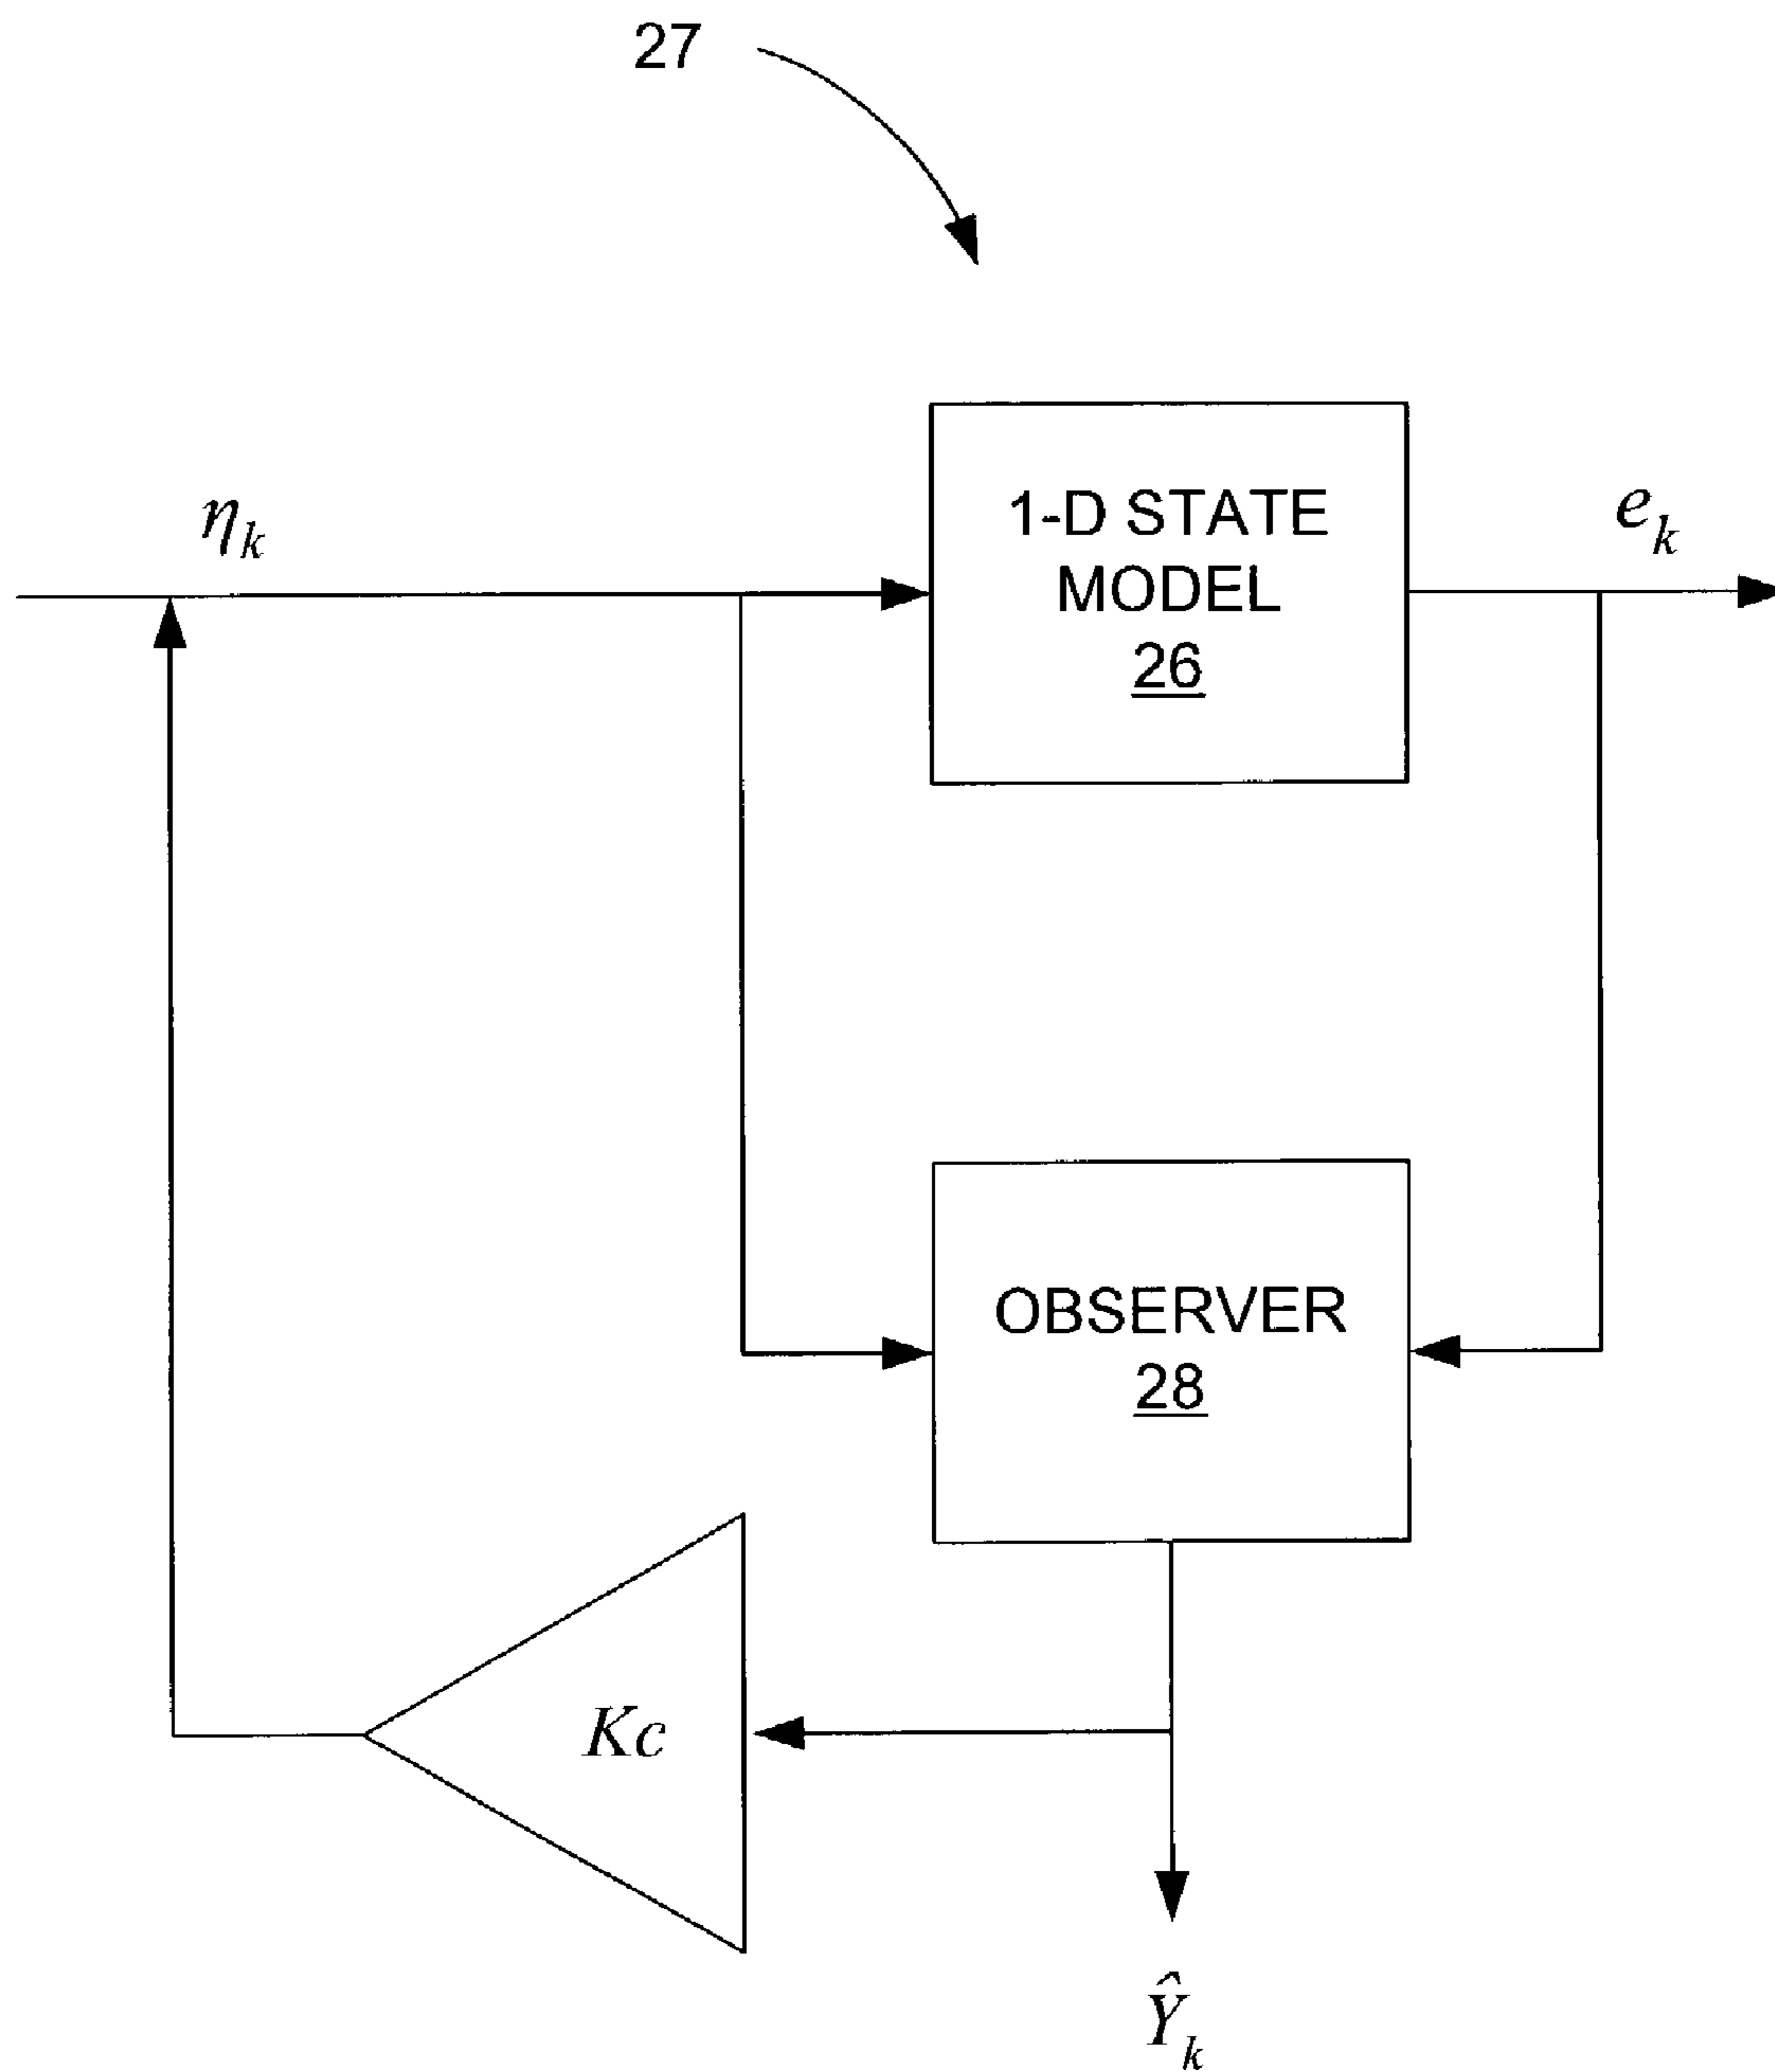 27
η_k
1-D STATE
MODEL
26
e_k
OBSERVER
28
Kc
Ŷ_k